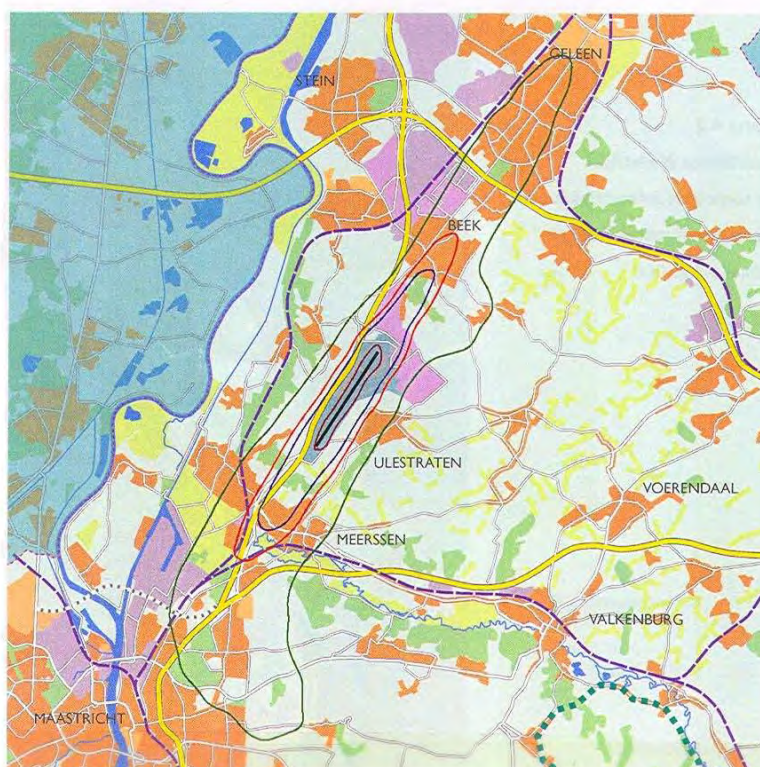 GELEEN
STEIN
BEEK
ULESTRATEN
VOERENDAAL
MEERSSEN
VALKENBURG
MAASTRICHT